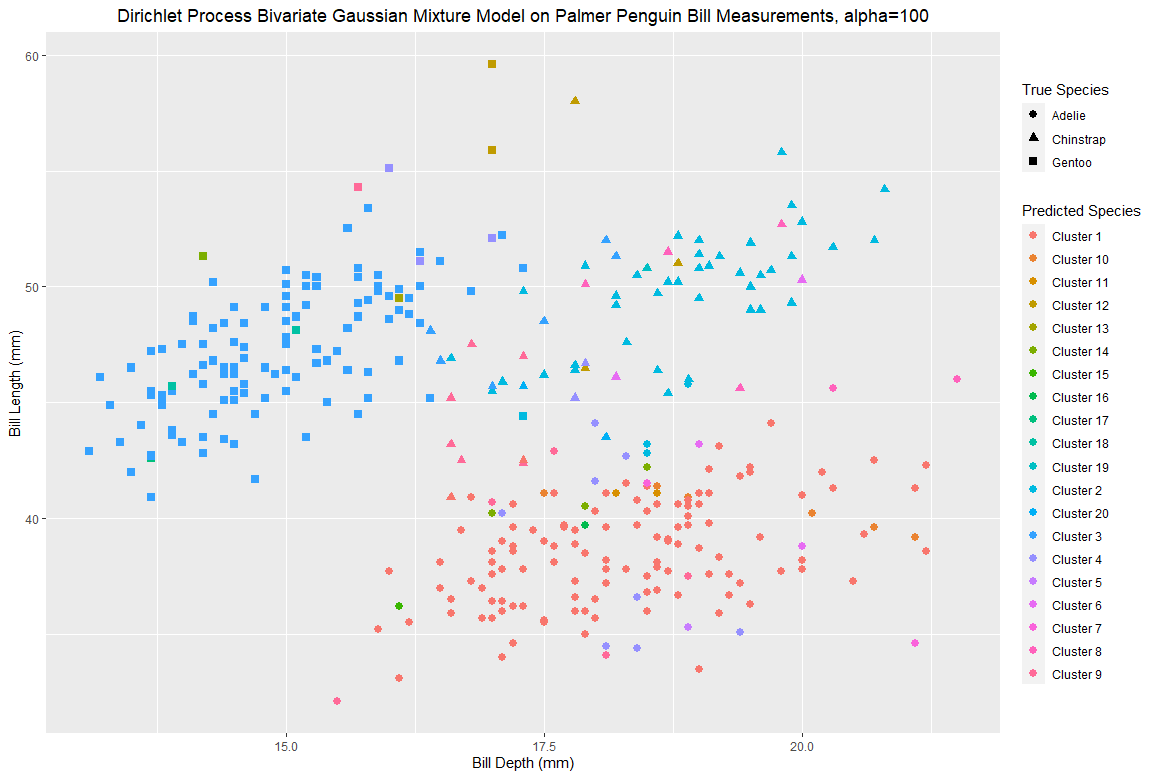 Dirichlet Process Bivariate Gaussian Mixture Model on Palmer Penguin Bill Measurements, alpha=100
60
50
40
Bill Length (mm)
15.0
17.5
20.0
Bill Depth (mm)
True Species
Adelie
Chinstrap
Gentoo
Predicted Species
Cluster 1
Cluster 10
Cluster 11
Cluster 12
Cluster 13
Cluster 14
Cluster 15
Cluster 16
Cluster 17
Cluster 18
Cluster 19
Cluster 2
Cluster 20
Cluster 3
Cluster 4
Cluster 5
Cluster 6
Cluster 7
Cluster 8
Cluster 9